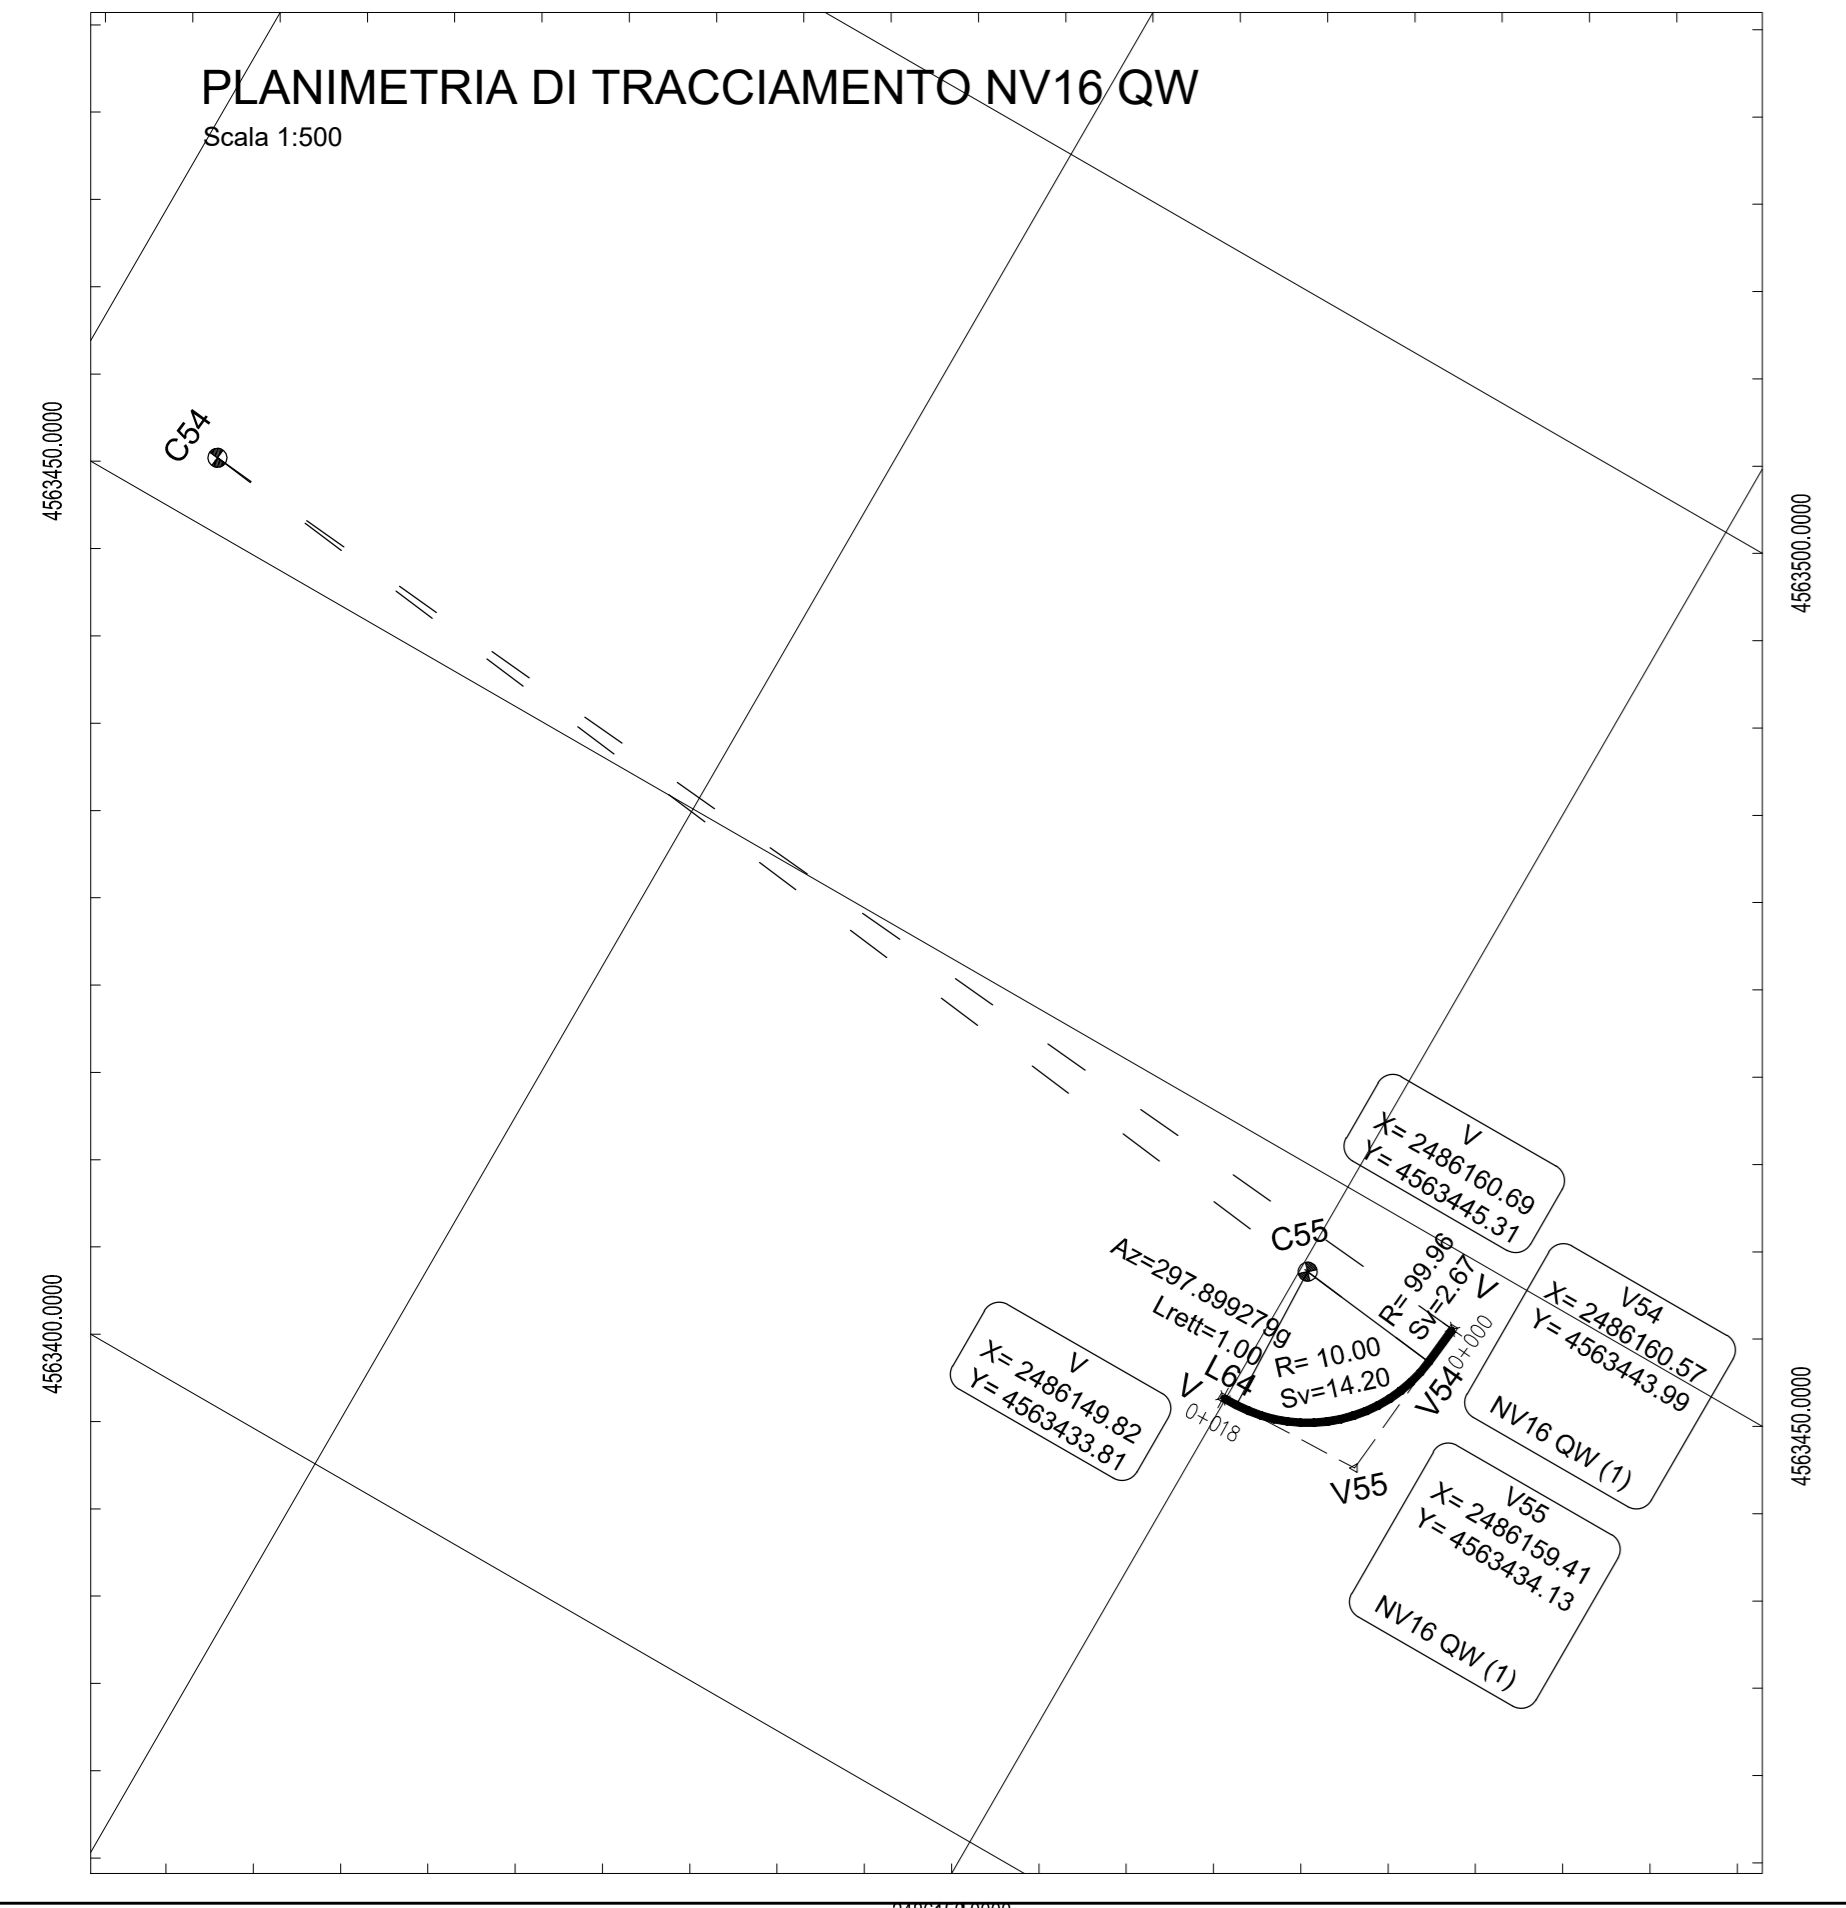 PLANIMETRIA DI TRACCIAMENTO NV16 QW
Scala 1:500
4563450.0000
4563400.0000
4563500.0000
4563450.0000
C54
C55
V
X= 2486160.69
Y= 4563445.31
R= 99.96
Sv=2.67
V
0+000
V54
V54
X= 2486160.57
Y= 4563443.99
NV16 QW (1)
Az=297.899279g
Lrett=1.00
L64
R= 10.00
Sv=14.20
V
0+018
V
X= 2486149.82
Y= 4563433.81
V55
V55
X= 2486159.41
Y= 4563434.13
NV16 QW (1)